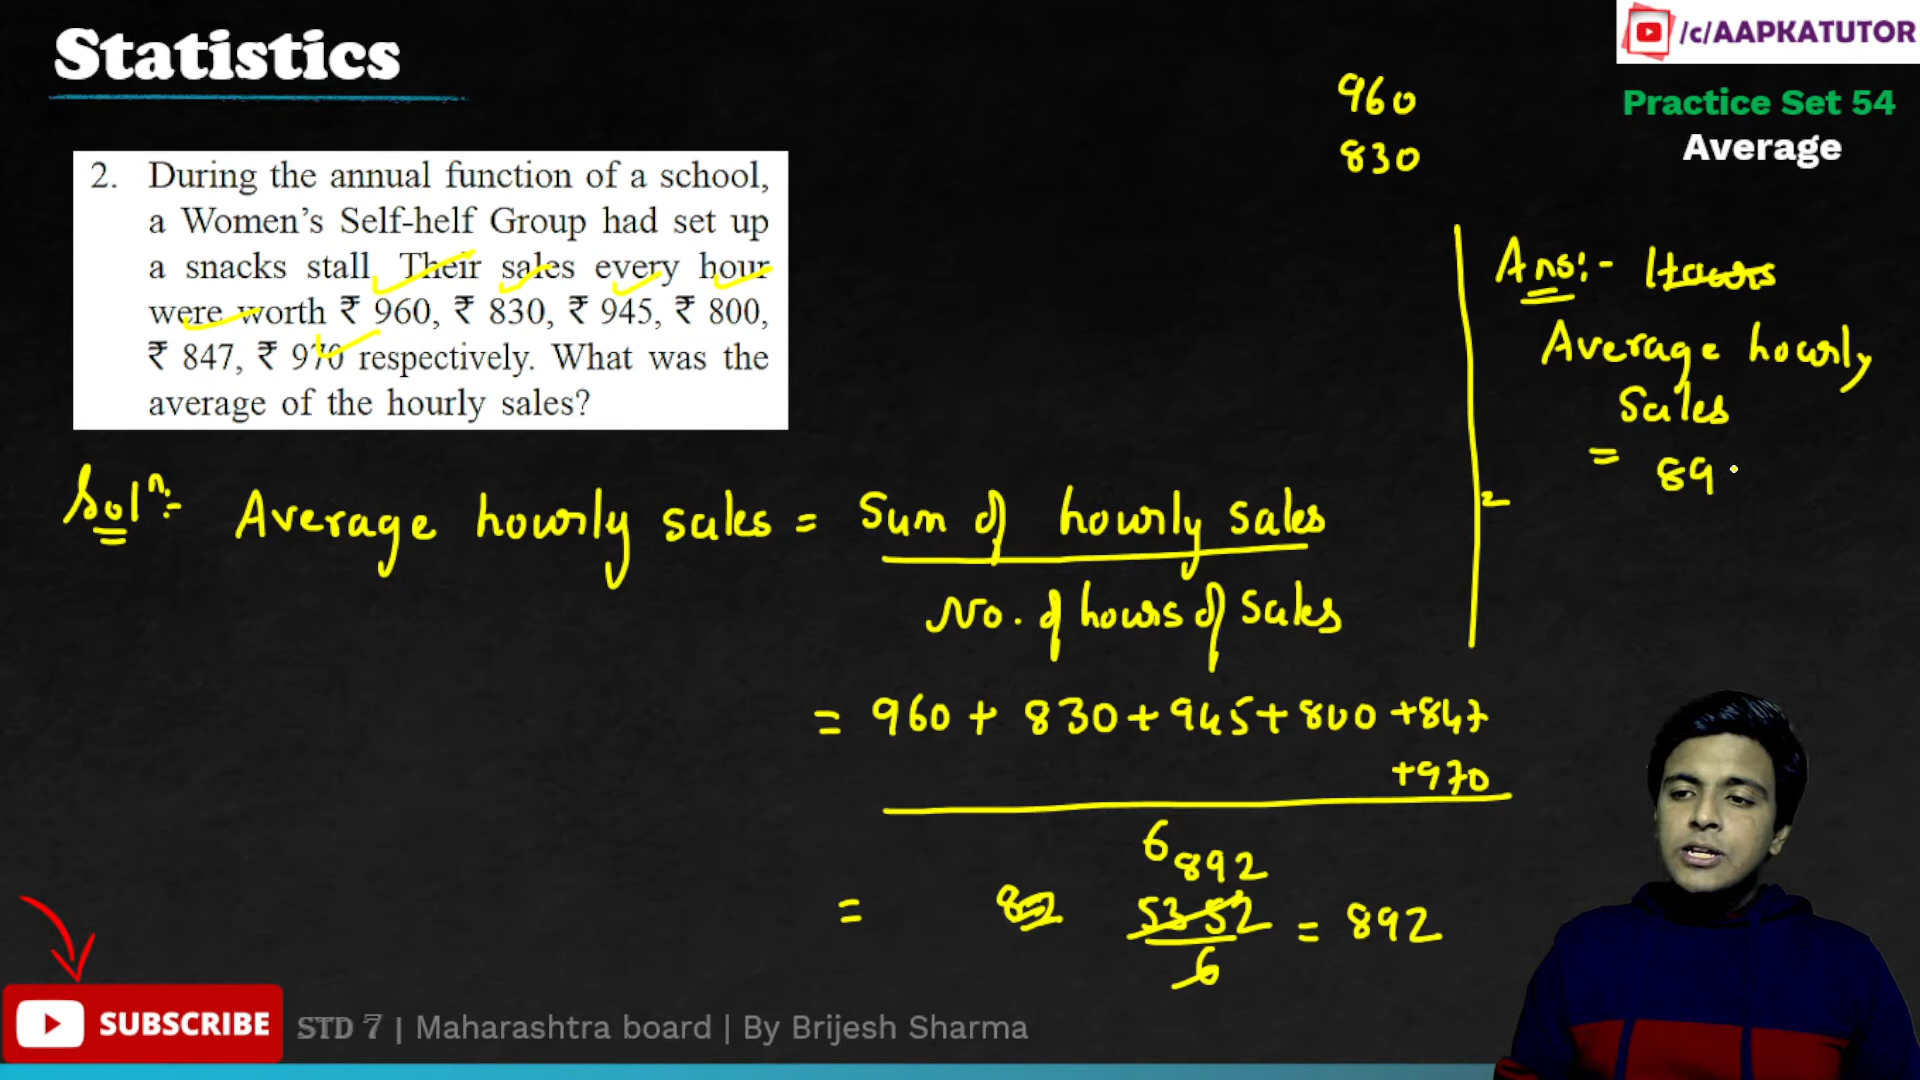 Statistics
/c/AAPKATUTOR
Practice Set 54
Average
960
830
2. During the annual function of a school,
a Women's Self-helf Group had set up
a snacks stall. Their sales every hour
were worth ₹ 960, ₹ 830, ₹ 945, ₹ 800,
₹ 847, ₹ 970 respectively. What was the
average of the hourly sales?
Ans:- Hours
Average hourly
Sales
= 89
Solⁿ:- Average hourly sales = Sum of hourly sales
No. of hours of Sales
= 960 + 830 + 945 + 800 + 847
+970
6
892
= 5352 = 892
6
SUBSCRIBE
STD 7 | Maharashtra board | By Brijesh Sharma